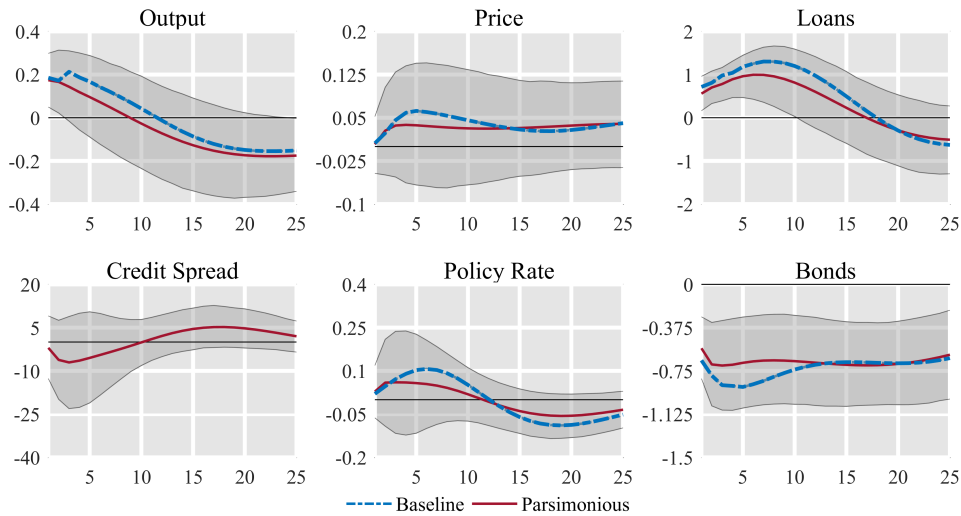 Output
0.4
0.2
0
-0.2
-0.4
5 10 15 20 25
Price
0.2
0.125
0.05
-0.025
-0.1
5 10 15 20 25
Loans
2
1
0
-1
-2
5 10 15 20 25
Credit Spread
20
5
-10
-25
-40
5 10 15 20 25
Policy Rate
0.4
0.25
0.1
-0.05
-0.2
5 10 15 20 25
Bonds
0
-0.375
-0.75
-1.125
-1.5
5 10 15 20 25
Baseline Parsimonious